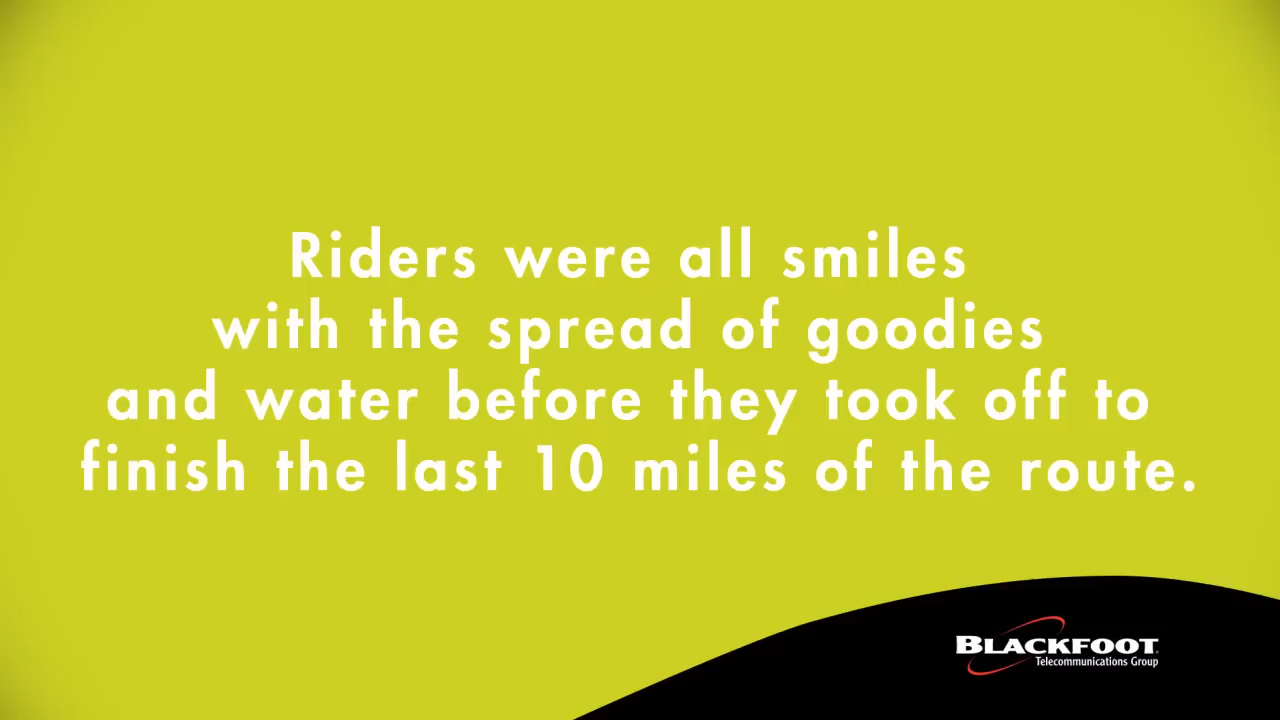 Riders were all smiles
with the spread of goodies
and water before they took off to
finish the last 10 miles of the route.
BLACKFOOT
Telecommunications Group